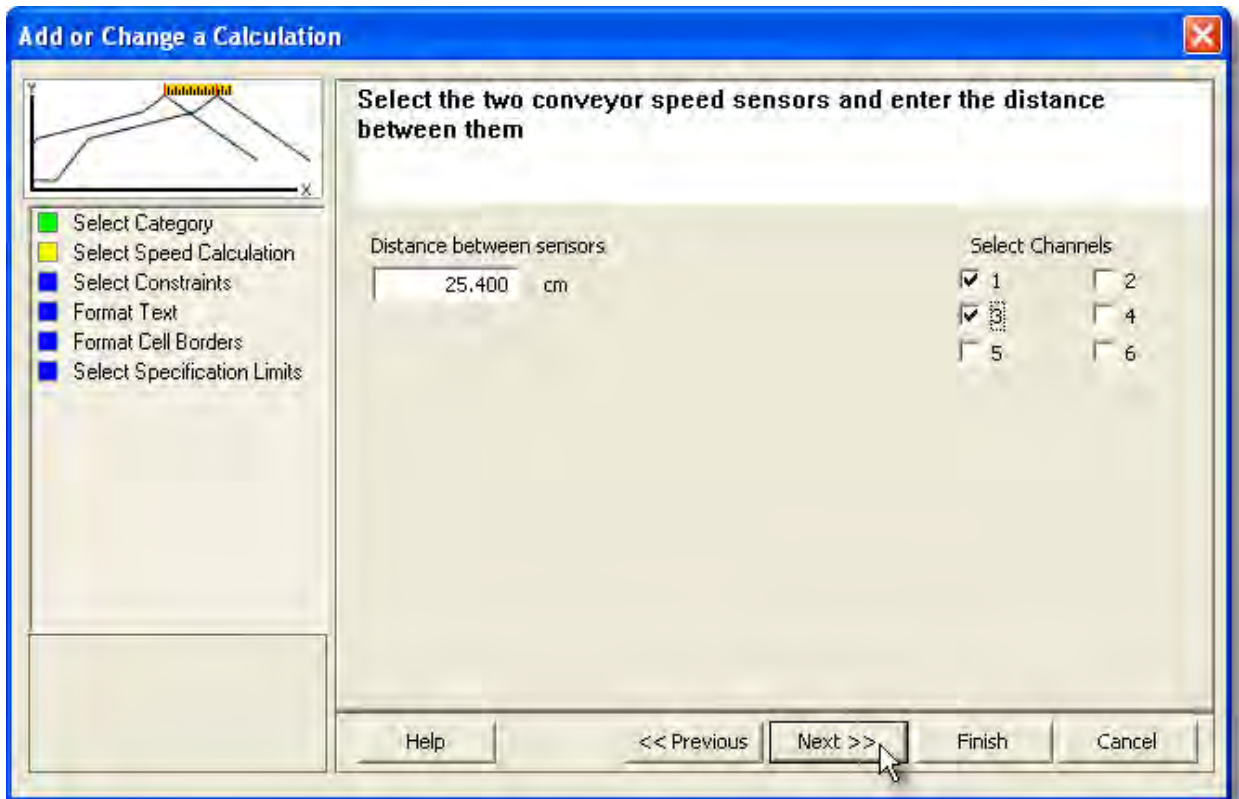 Add or Change a Calculation
Y
X
Select Category
Select Speed Calculation
Select Constraints
Format Text
Format Cell Borders
Select Specification Limits
Select the two conveyor speed sensors and enter the distance
between them
Distance between sensors
25.400 cm
Select Channels
1 2
3 4
5 6
Help << Previous Next >> Finish Cancel